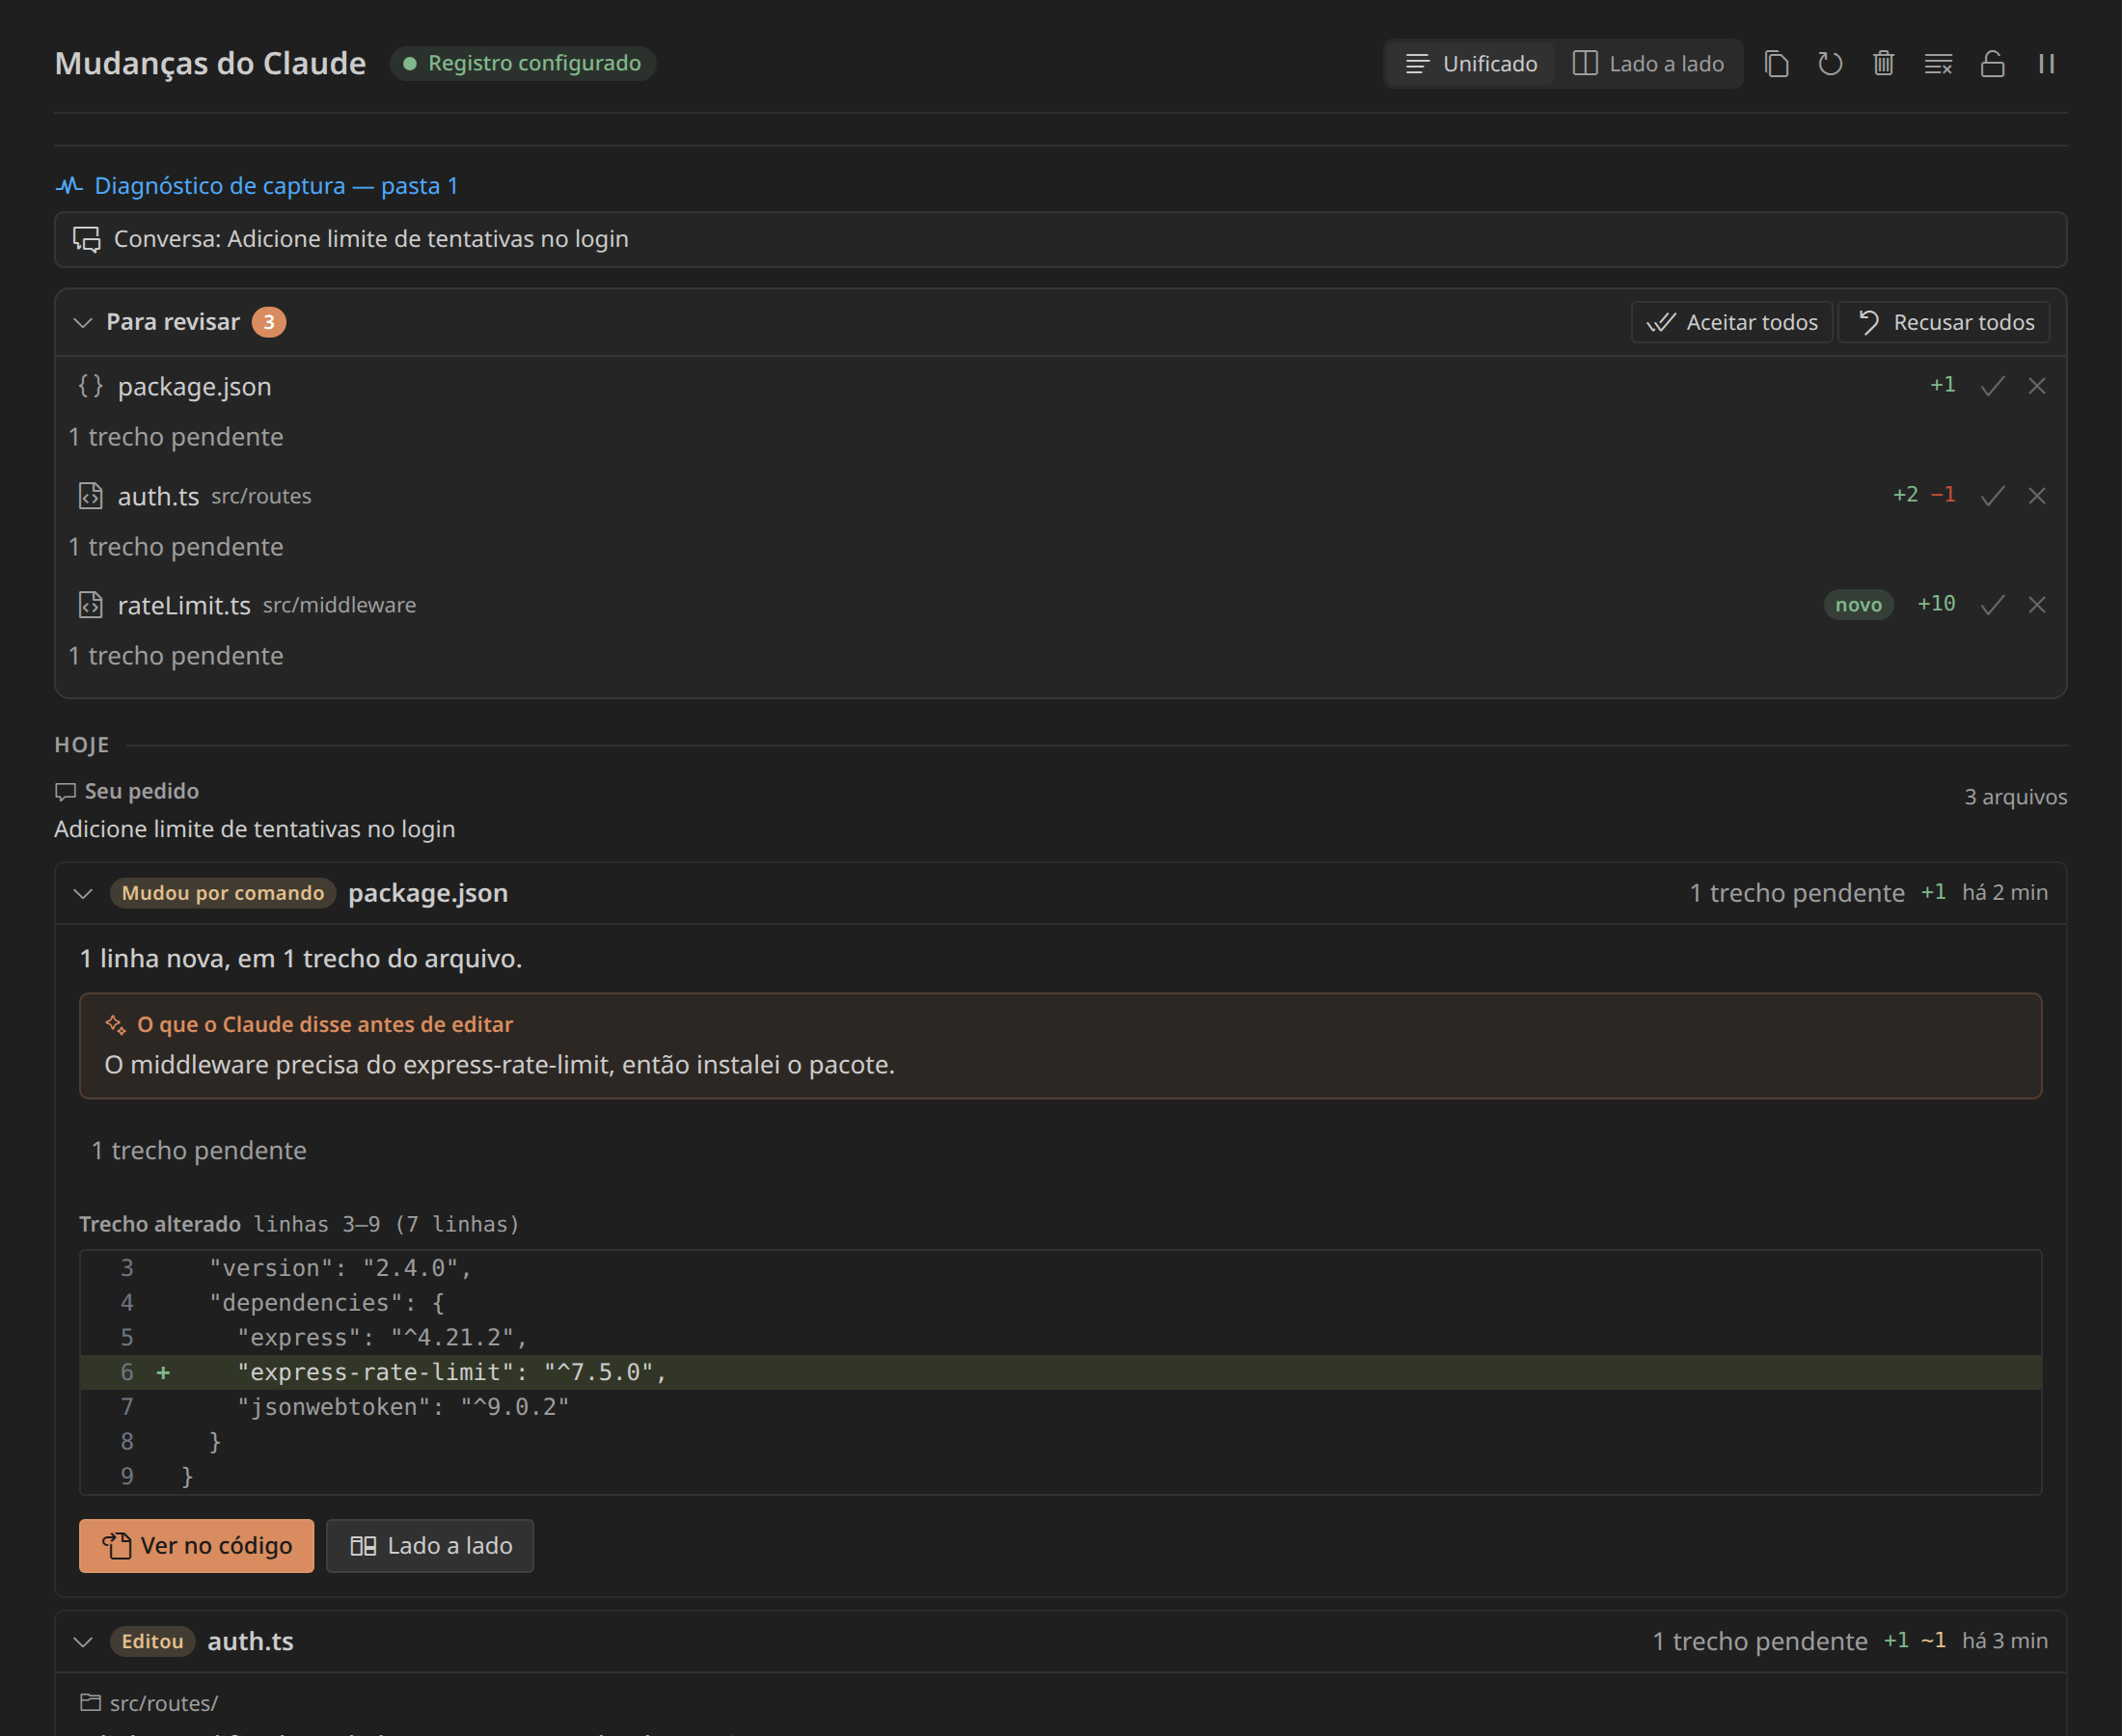 Mudanças do Claude
Registro configurado
Unificado
Lado a lado
Diagnóstico de captura — pasta 1
Conversa: Adicione limite de tentativas no login
Para revisar 3
Aceitar todos
Recusar todos
{} package.json +1
1 trecho pendente
auth.ts src/routes +2 −1
1 trecho pendente
rateLimit.ts src/middleware novo +10
1 trecho pendente
HOJE
Seu pedido
3 arquivos
Adicione limite de tentativas no login
Mudou por comando package.json 1 trecho pendente +1 há 2 min
1 linha nova, em 1 trecho do arquivo.
O que o Claude disse antes de editar
O middleware precisa do express-rate-limit, então instalei o pacote.
1 trecho pendente
Trecho alterado linhas 3–9 (7 linhas)
3 "version": "2.4.0",
4 "dependencies": {
5 "express": "^4.21.2",
6 + "express-rate-limit": "^7.5.0",
7 "jsonwebtoken": "^9.0.2"
8 }
9 }
Ver no código
Lado a lado
Editou auth.ts 1 trecho pendente +1 ~1 há 3 min
src/routes/